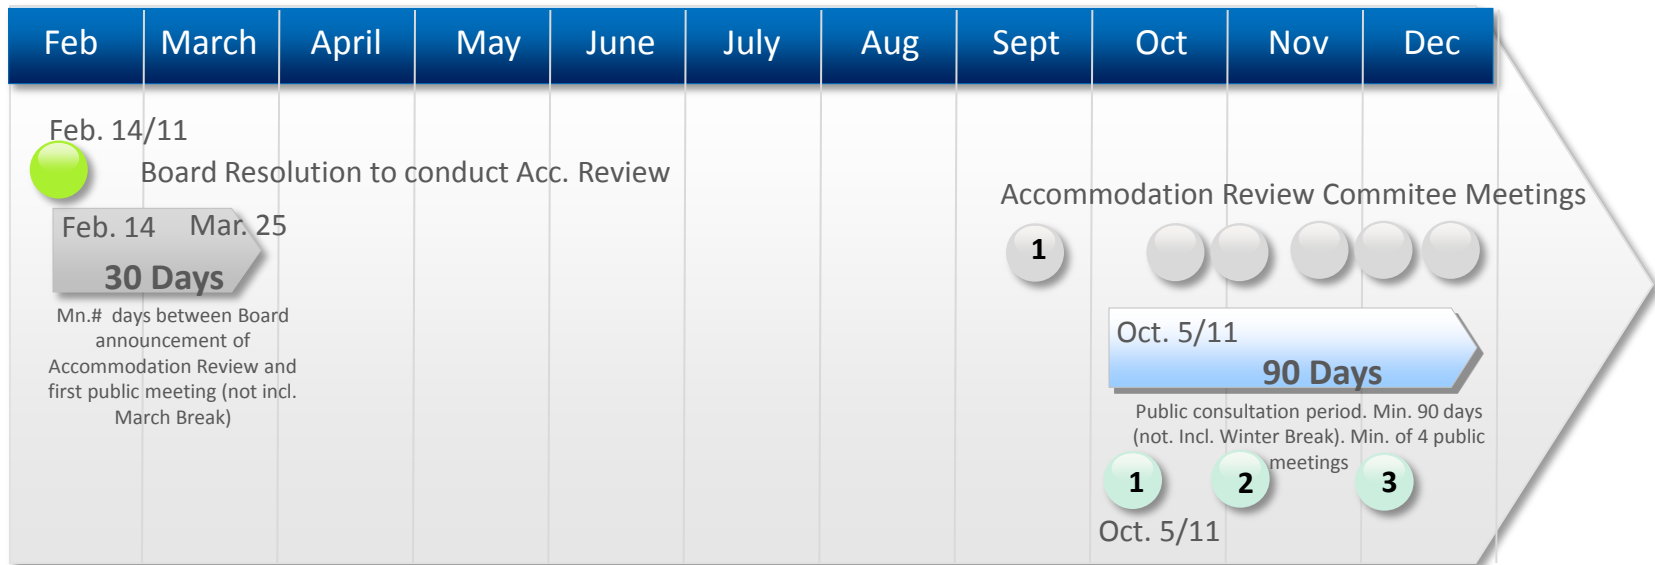 Feb March April May June July Aug Sept Oct Nov Dec
Feb. 14/11
Board Resolution to conduct Acc. Review
Accommodation Review Commitee Meetings
Feb. 14 Mar. 25
30 Days
1
Mn.# days between Board
announcement of
Accommodation Review and
first public meeting (not incl.
March Break)
Oct. 5/11
90 Days
Public consultation period. Min. 90 days
(not. Incl. Winter Break). Min. of 4 public
meetings
1 2 3
Oct. 5/11